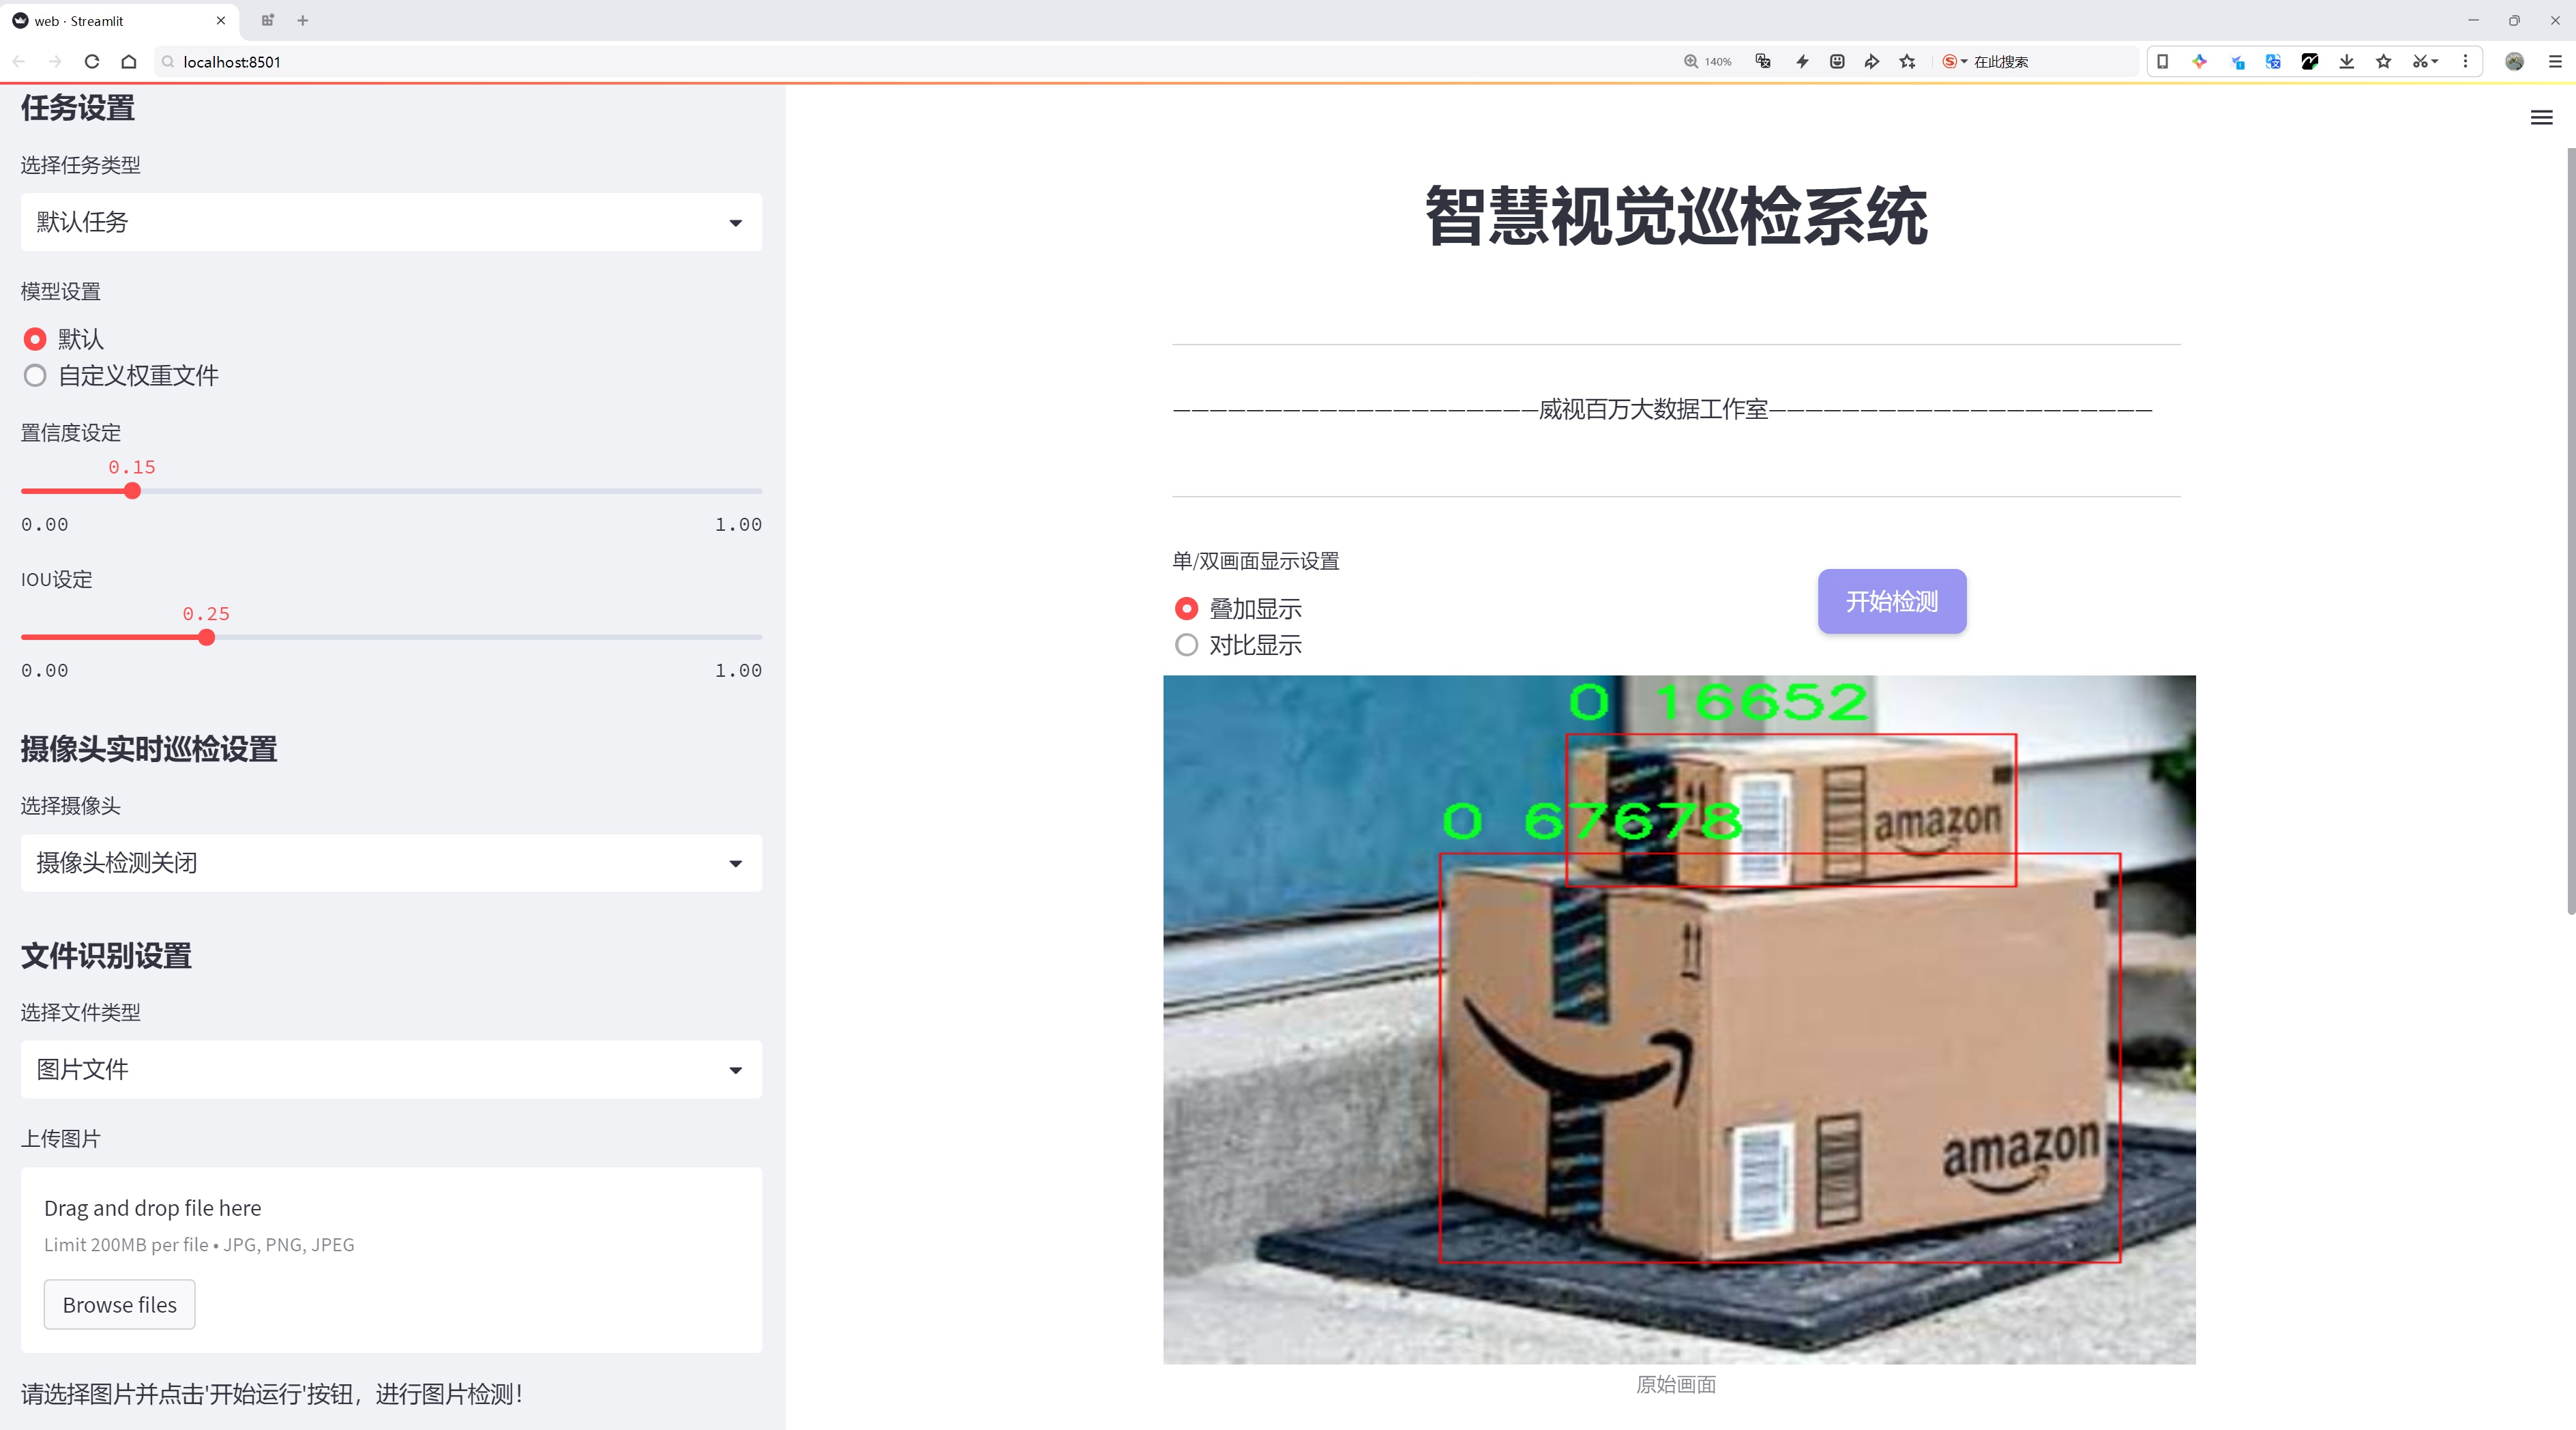 web · Streamlit
localhost:8501
140%
在此搜索
任务设置
选择任务类型
默认任务
模型设置
默认
自定义权重文件
置信度设定
0.15
0.00 1.00
IOU设定
0.25
0.00 1.00
摄像头实时巡检设置
选择摄像头
摄像头检测关闭
文件识别设置
选择文件类型
图片文件
上传图片
Drag and drop file here
Limit 200MB per file • JPG, PNG, JPEG
Browse files
请选择图片并点击'开始运行'按钮，进行图片检测！
智慧视觉巡检系统
————————————————————威视百万大数据工作室—————————————————————
单/双画面显示设置
叠加显示
对比显示
开始检测
0 16652
0 67678
amazon
amazon
原始画面